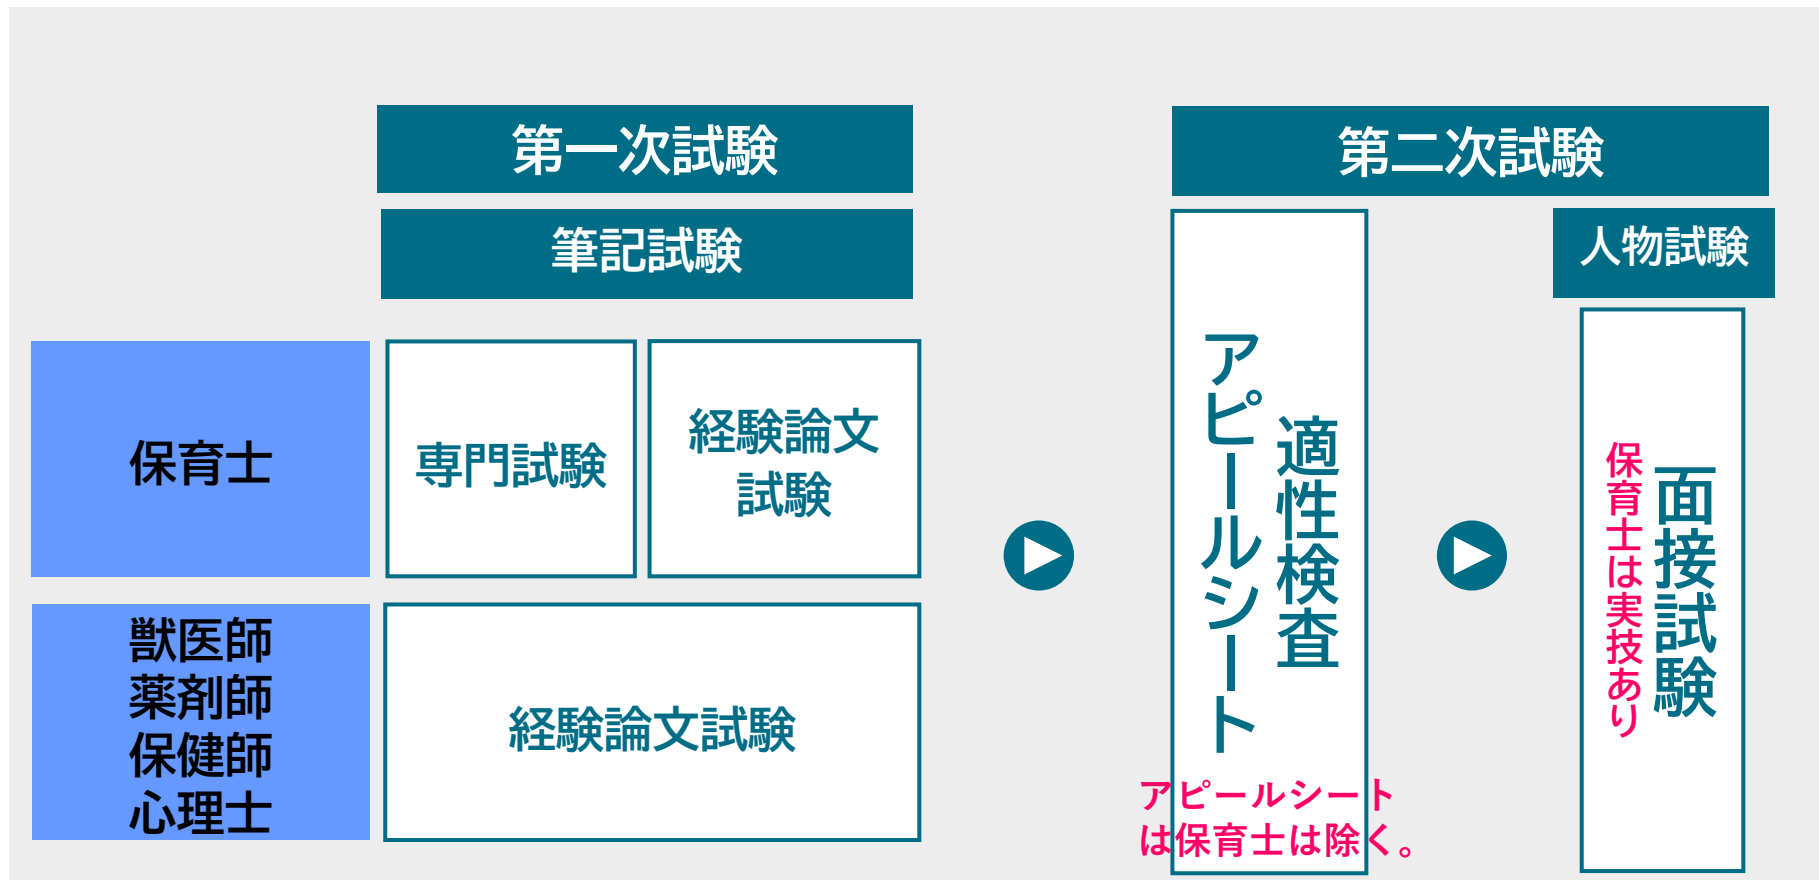 第一次試験
第二次試験
筆記試験
人物試験
保育士
専門試験
経験論文
試験
獣医師
薬剤師
保健師
心理士
経験論文試験
適性検査
アピールシート
アピールシート
は保育士は除く。
面接試験
保育士は実技あり